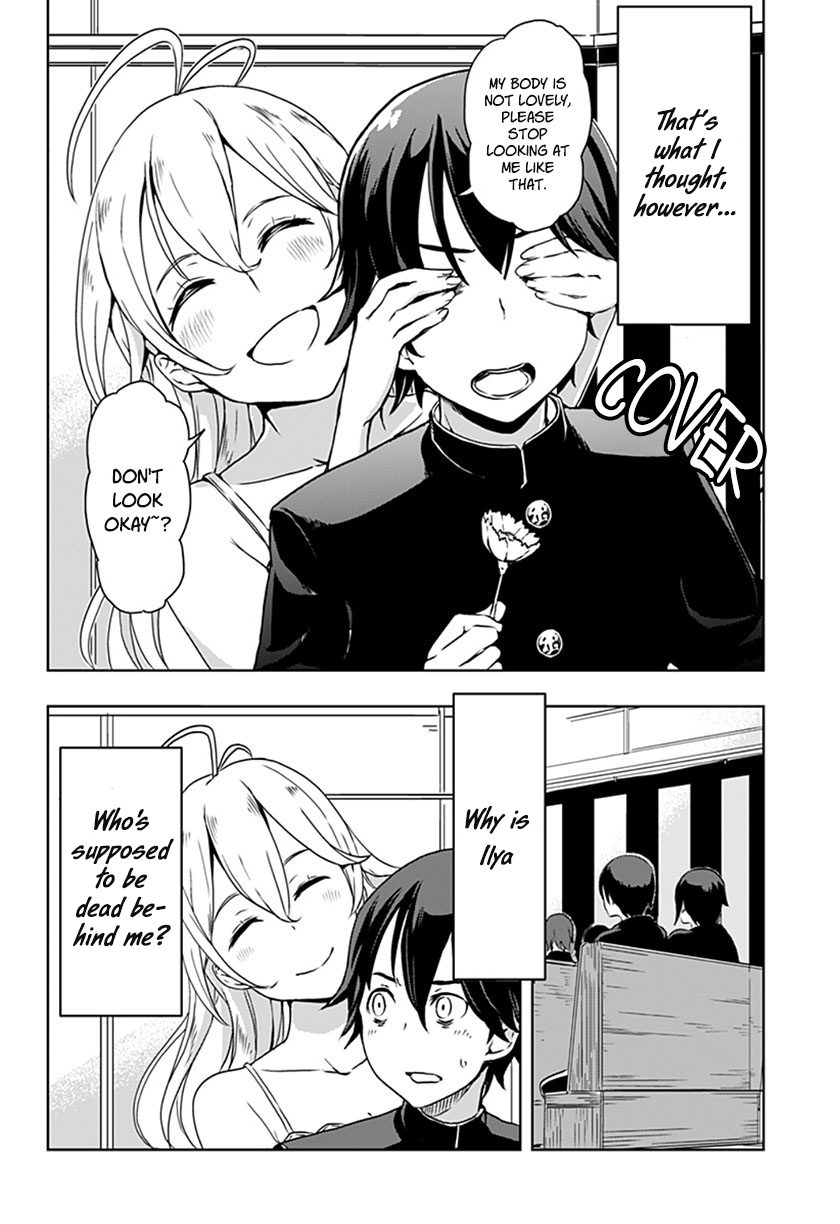 That's
what I
thought,
however...
MY BODY IS
NOT LOVELY,
PLEASE
STOP
LOOKING AT
ME LIKE
THAT.
COVER
DON'T
LOOK
OKAY~?
Why is
Ilya
Who's
supposed
to be
dead be-
hind me?